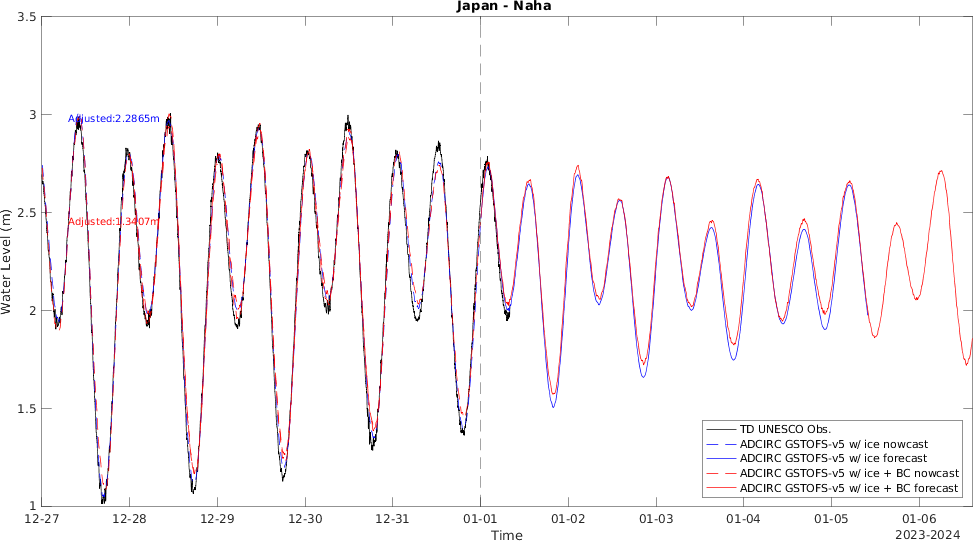 Japan - Naha
3.5
3
2.5
2
1.5
1
Water Level (m)
Adjusted:2.2865m
Adjusted:1.3407m
TD UNESCO Obs.
ADCIRC GSTOFS-v5 w/ ice nowcast
ADCIRC GSTOFS-v5 w/ ice forecast
ADCIRC GSTOFS-v5 w/ ice + BC nowcast
ADCIRC GSTOFS-v5 w/ ice + BC forecast
12-27 12-28 12-29 12-30 12-31 01-01 01-02 01-03 01-04 01-05 01-06
Time
2023-2024